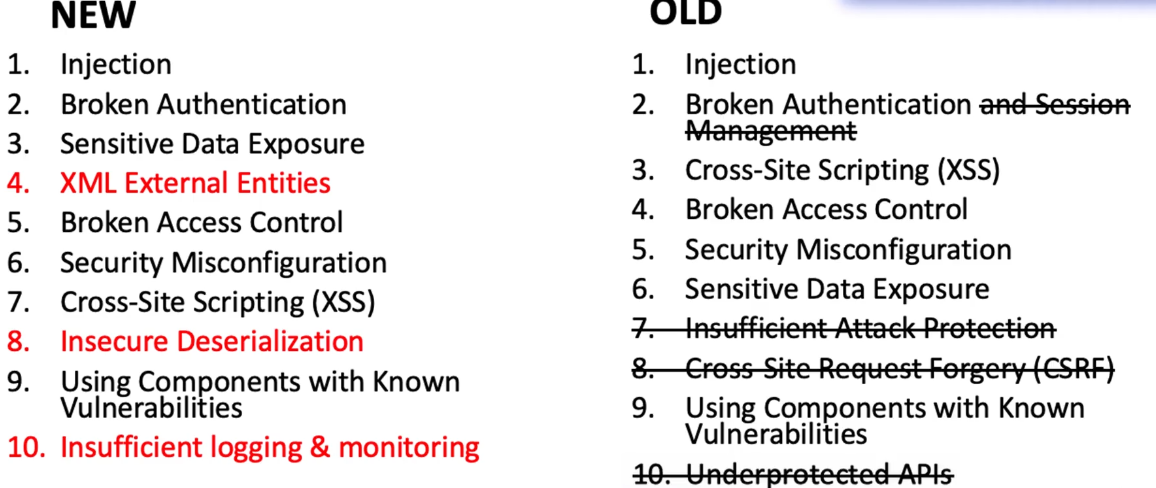 NEW
1. Injection
2. Broken Authentication
3. Sensitive Data Exposure
4. XML External Entities
5. Broken Access Control
6. Security Misconfiguration
7. Cross-Site Scripting (XSS)
8. Insecure Deserialization
9. Using Components with Known
Vulnerabilities
10. Insufficient logging & monitoring
OLD
1. Injection
2. Broken Authentication and Session
Management
3. Cross-Site Scripting (XSS)
4. Broken Access Control
5. Security Misconfiguration
6. Sensitive Data Exposure
7. Insufficient Attack Protection
8. Cross-Site Request Forgery (CSRF)
9. Using Components with Known
Vulnerabilities
10. Underprotected APIs